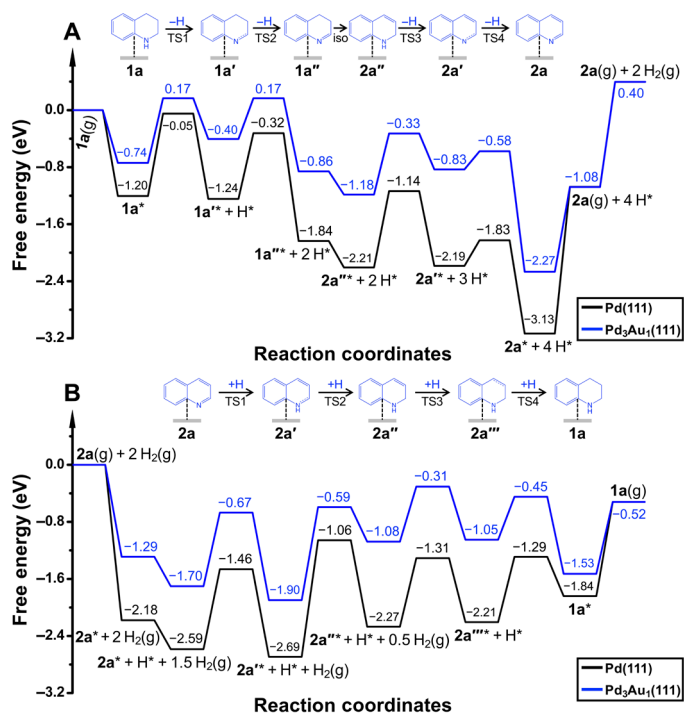 A
–H –H iso –H –H
TS1 TS2 TS3 TS4
N
H
N
N
N
H
N
N
1a 1a′ 1a″ 2a″ 2a′ 2a
2a(g) + 2 H₂(g)
0.40
0.17 0.17
0.0
1a(g)
−0.05
−0.32 −0.33
−0.40
−0.58
−0.74
−0.8
−0.86 −0.83
−1.08
−1.20 −1.24 −1.18 −1.14
2a(g) + 4 H*
1a* 1a′* + H*
−1.6
−1.84 −1.83
1a″* + 2 H*
−2.21 −2.19 −2.27
2a″* + 2 H* 2a′* + 3 H*
−2.4
−3.13
−3.2
2a* + 4 H*
Free energy (eV)
Pd(111)
Pd₃Au₁(111)
Reaction coordinates
B
+H +H +H +H
TS1 TS2 TS3 TS4
N
N
H
N
H
N
H
N
H
2a 2a′ 2a″ 2a‴ 1a
2a(g) + 2 H₂(g)
0.0
−0.31
−0.45
1a(g)
−0.52
−0.59
−0.67
−0.8
−1.06 −1.08 −1.05
−1.29
−1.46 −1.31 −1.29
−1.53
−1.6
−1.70
−1.84
1a*
−1.90
−2.18
−2.27 −2.21
2a* + 2 H₂(g)
2a″* + H* + 0.5 H₂(g) 2a‴* + H*
−2.4
−2.59
−2.69
2a* + H* + 1.5 H₂(g)
2a′* + H* + H₂(g)
−3.2
Free energy (eV)
Pd(111)
Pd₃Au₁(111)
Reaction coordinates